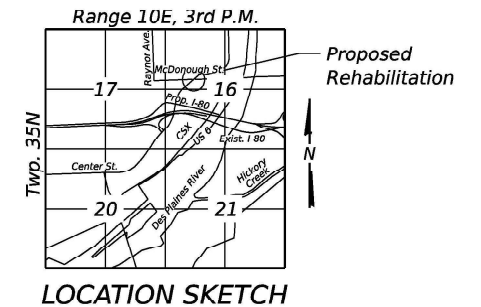 Range 10E, 3rd P.M.
Raynor Ave.
McDonough St.
Proposed
Rehabilitation
17
16
Prop. I-80
CSX
US 6
Exist. I 80
Twp. 35N
N
Center St.
Hickory
Creek
Des Plaines River
20
21
LOCATION SKETCH